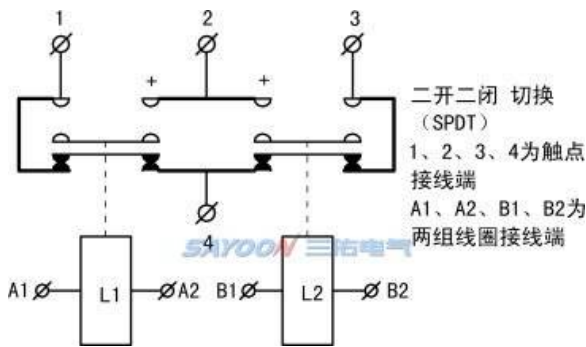 1 2 3
+ +
二开二闭 切换
（SPDT）
1、2、3、4为触点
接线端
A1、A2、B1、B2为
两组线圈接线端
4
SAYOON 三佑电气
A1 L1 A2 B1 L2 B2